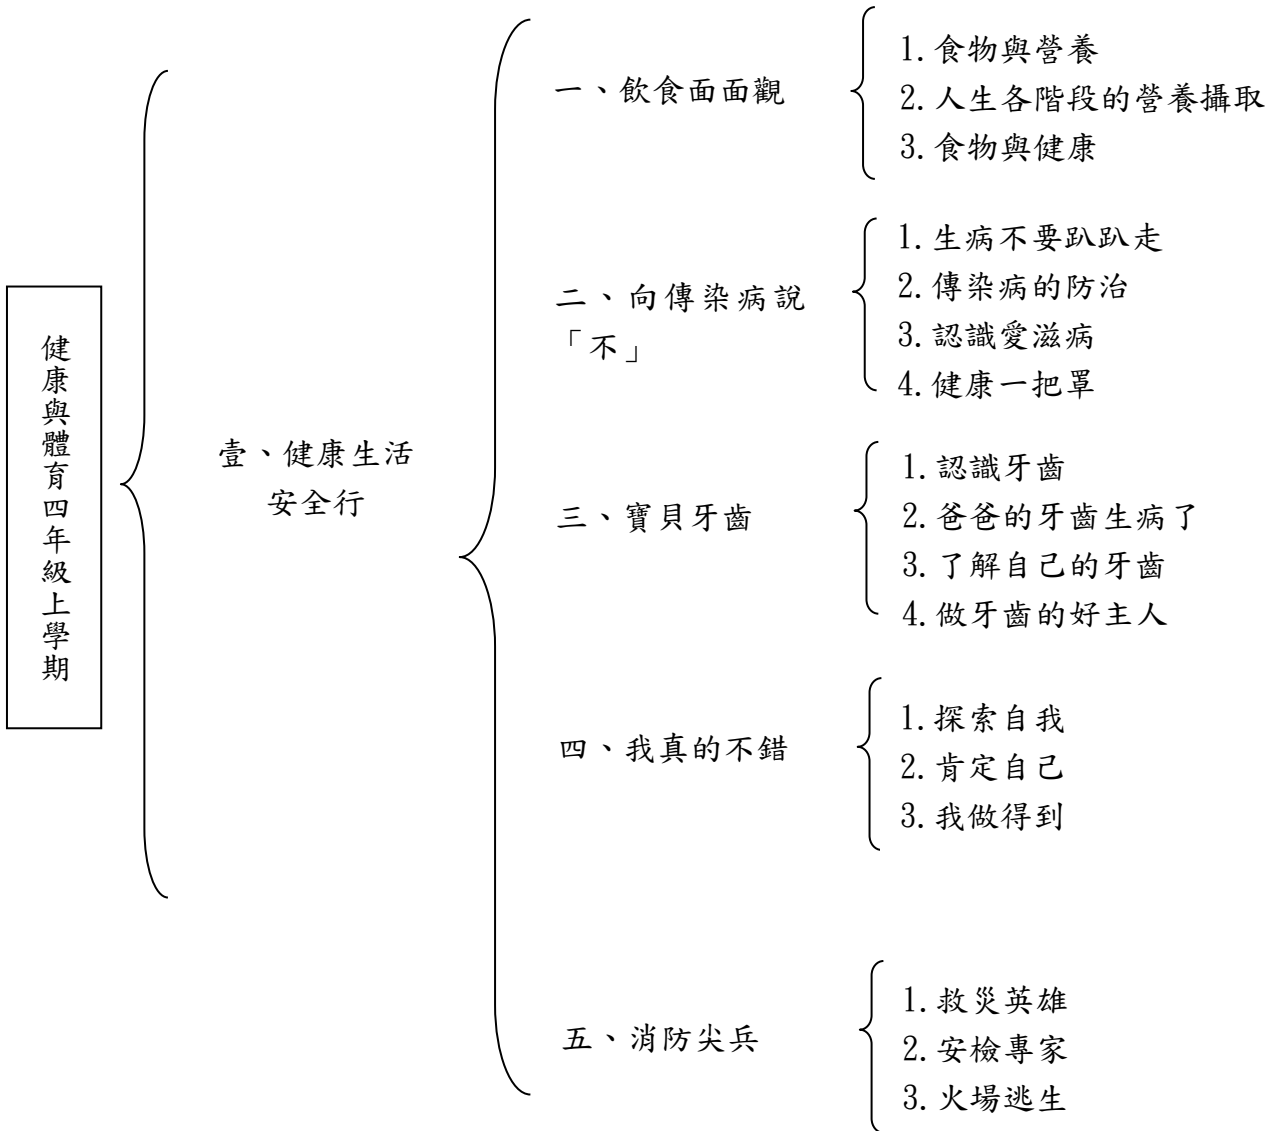 健康與體育四年級上學期
壹、健康生活
安全行
一、飲食面面觀
1.食物與營養
2.人生各階段的營養攝取
3.食物與健康
二、向傳染病說
「不」
1.生病不要趴趴走
2.傳染病的防治
3.認識愛滋病
4.健康一把罩
三、寶貝牙齒
1.認識牙齒
2.爸爸的牙齒生病了
3.了解自己的牙齒
4.做牙齒的好主人
四、我真的不錯
1.探索自我
2.肯定自己
3.我做得到
五、消防尖兵
1.救災英雄
2.安檢專家
3.火場逃生